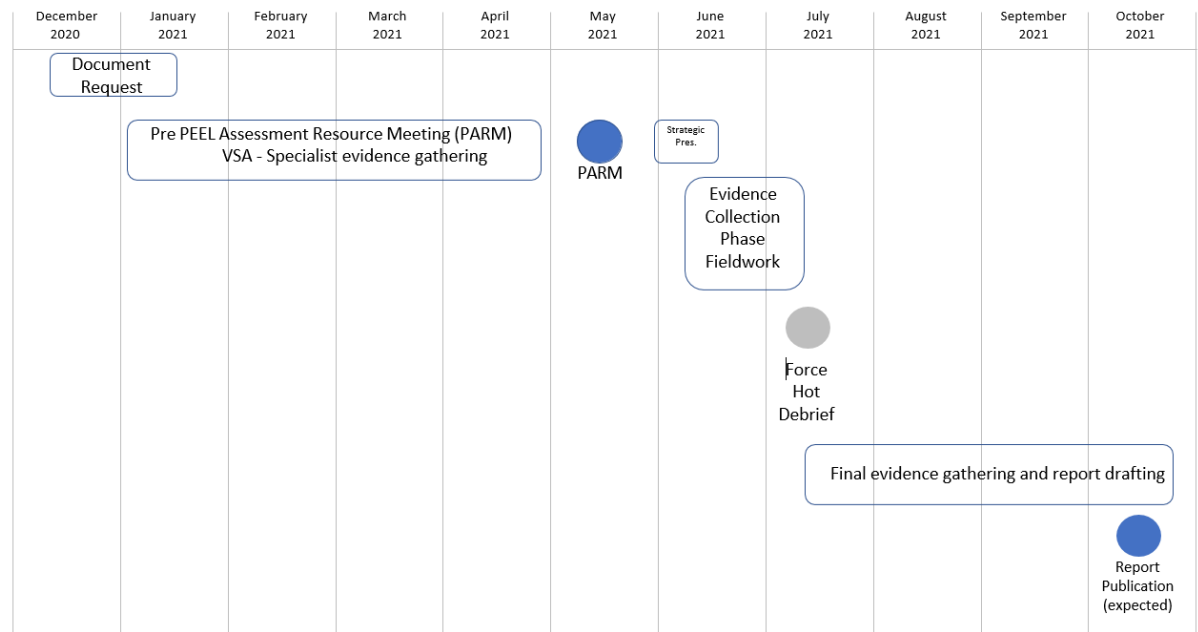 December January February March April May June July August September October
2020 2021 2021 2021 2021 2021 2021 2021 2021 2021 2021
Document
Request
Pre PEEL Assessment Resource Meeting (PARM)
VSA - Specialist evidence gathering
PARM
Strategic
Pres.
Evidence
Collection
Phase
Fieldwork
Force
Hot
Debrief
Final evidence gathering and report drafting
Report
Publication
(expected)